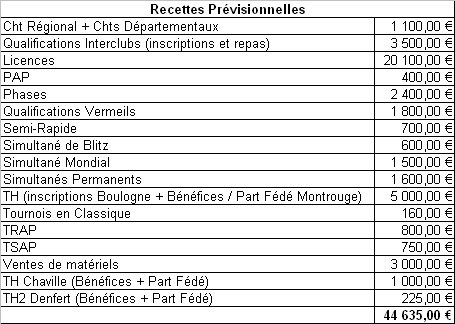 Recettes Prévisionnelles
Cht Régional + Chts Départementaux 1 100,00 €
Qualifications Interclubs (inscriptions et repas) 3 500,00 €
Licences 20 100,00 €
PAP 400,00 €
Phases 2 400,00 €
Qualifications Vermeils 1 800,00 €
Semi-Rapide 700,00 €
Simultané de Blitz 600,00 €
Simultané Mondial 1 500,00 €
Simultanés Permanents 1 600,00 €
TH (inscriptions Boulogne + Bénéfices / Part Fédé Montrouge) 5 000,00 €
Tournois en Classique 160,00 €
TRAP 800,00 €
TSAP 750,00 €
Ventes de matériels 3 000,00 €
TH Chaville (Bénéfices + Part Fédé) 1 000,00 €
TH2 Denfert (Bénéfices + Part Fédé) 225,00 €
44 635,00 €